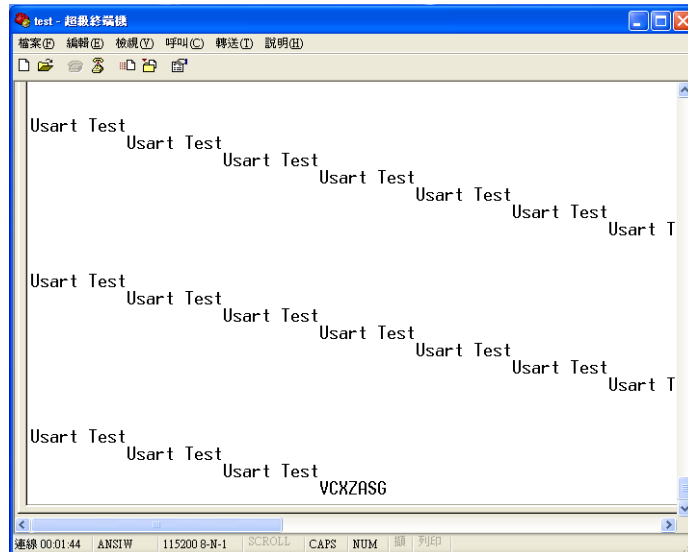 test - 超級終端機
檔案(F) 編輯(E) 檢視(V) 呼叫(C) 轉送(T) 說明(H)
Usart Test
Usart Test
Usart Test
Usart Test
Usart Test
Usart Test
Usart T
Usart Test
Usart Test
Usart Test
Usart Test
Usart Test
Usart Test
Usart T
Usart Test
Usart Test
Usart Test
VCXZASG
連線 00:01:44 ANSIW 115200 8-N-1 SCROLL CAPS NUM 擷 列印